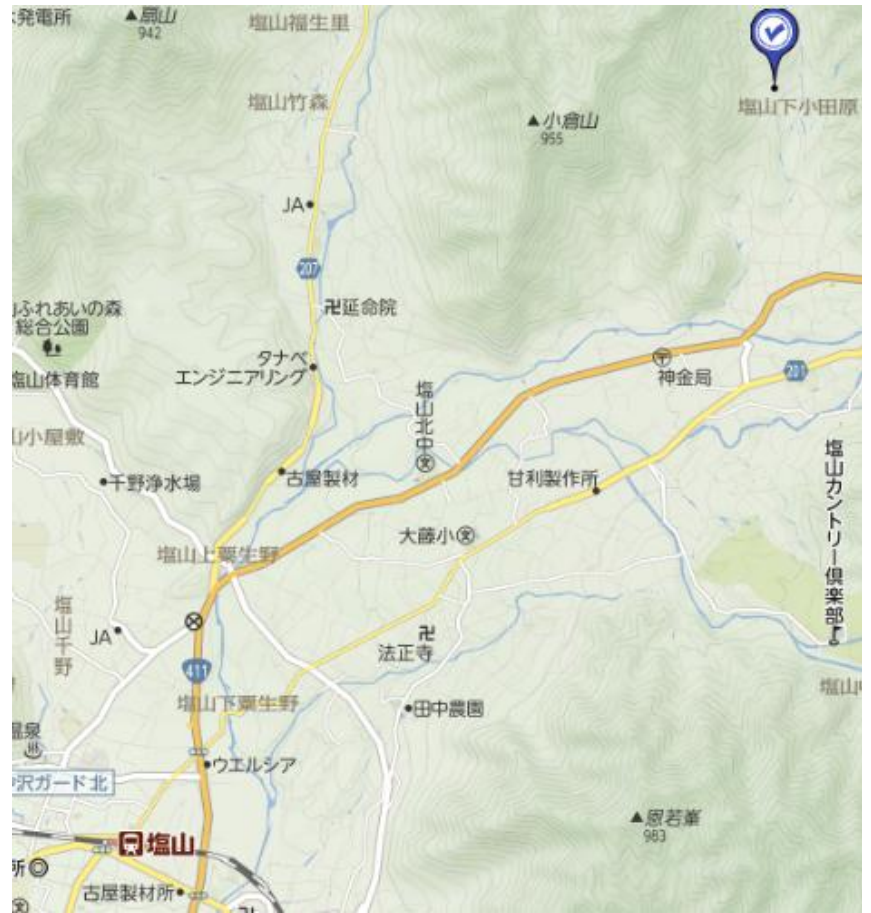 発電所
扇山
942
塩山福生里
塩山竹森
小倉山
955
塩山下小田原
JA
207
延命院
ふれあいの森
総合公園
塩山体育館
タナベ
エンジニアリング
塩山北中
文
神金局
201
小屋敷
千野浄水場
古屋製材
甘利製作所
塩山カントリー倶楽部
大藤小文
塩山上粟生野
塩山千野
JA
411
卍
法正寺
塩山下粟生野
田中農園
塩山
温泉
ウエルシア
沢ガード北
恩若峯
983
塩山
所
古屋製材所
文